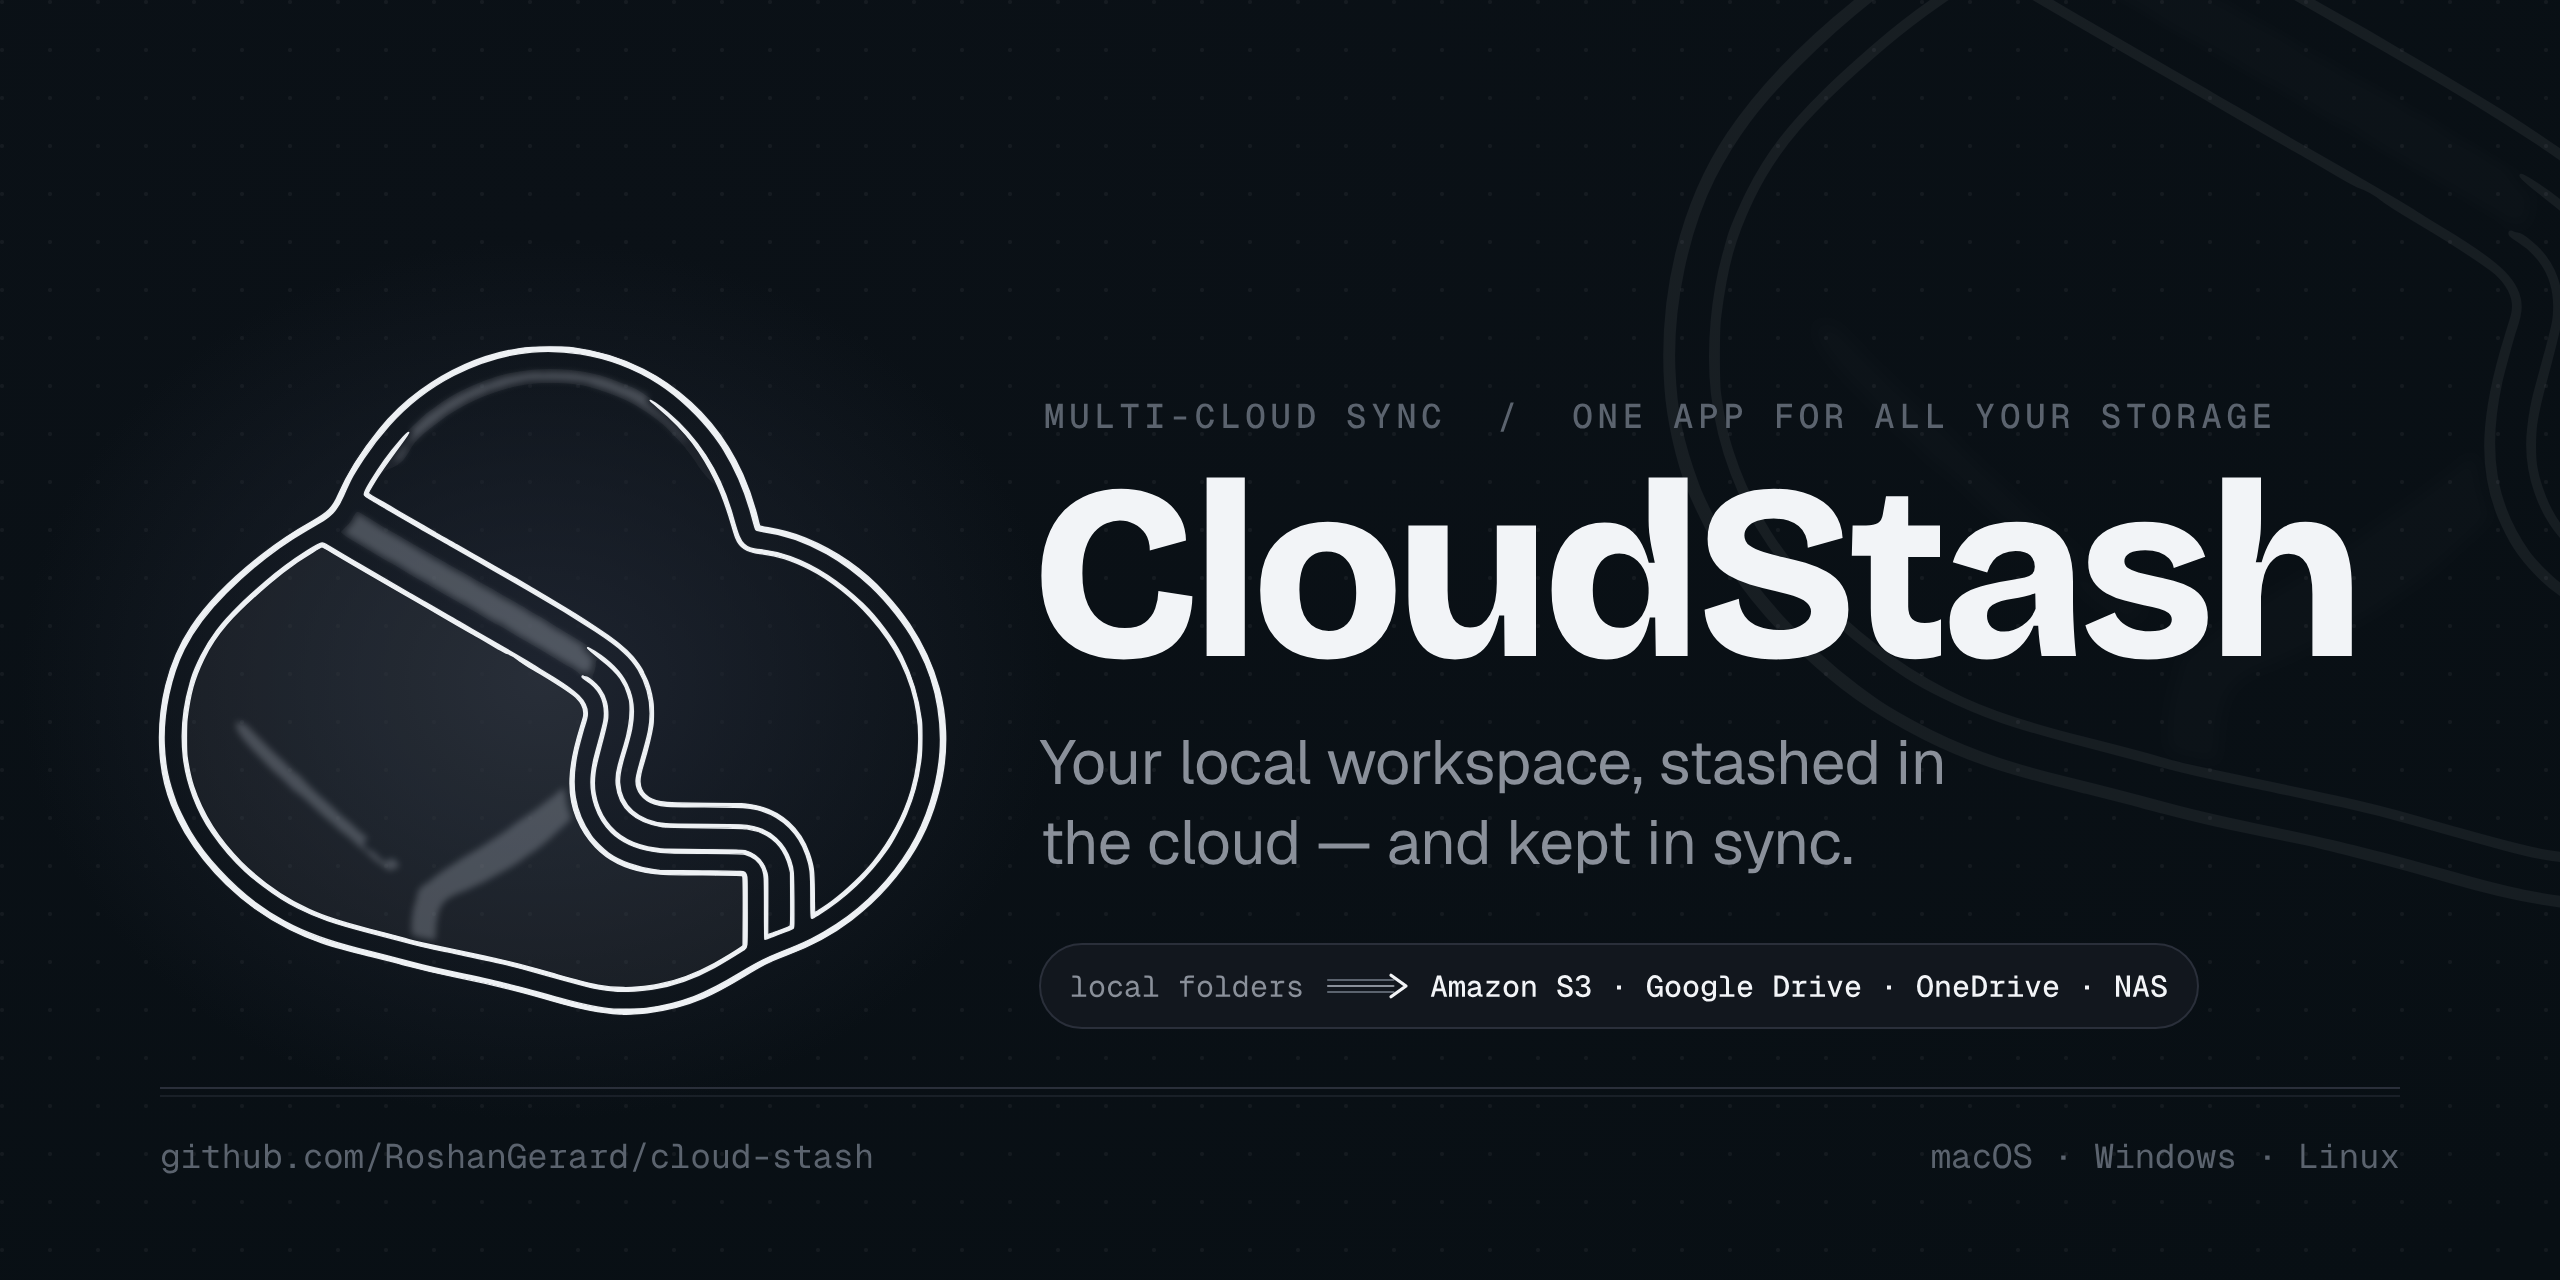 MULTI-CLOUD SYNC / ONE APP FOR ALL YOUR STORAGE
CloudStash
Your local workspace, stashed in
the cloud — and kept in sync.
local folders Amazon S3 · Google Drive · OneDrive · NAS
github.com/RoshanGerard/cloud-stash
macOS · Windows · Linux